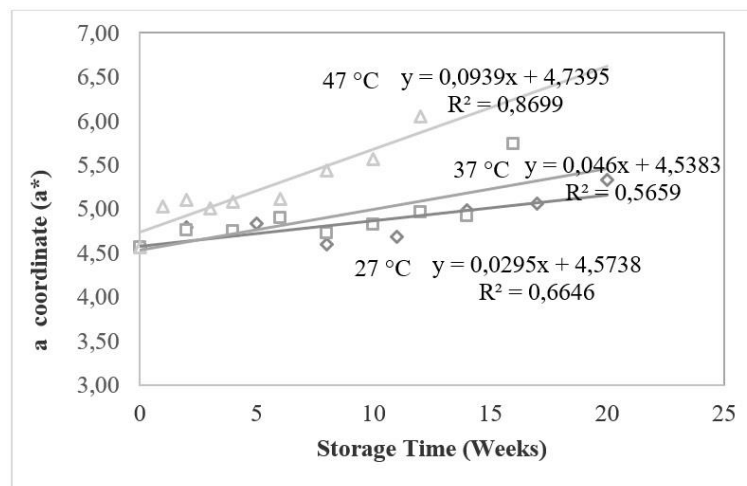 7,00
6,50
6,00
5,50
5,00
4,50
4,00
3,50
3,00
a coordinate (a*)
47 °C y = 0,0939x + 4,7395
R² = 0,8699
37 °C y = 0,046x + 4,5383
R² = 0,5659
27 °C y = 0,0295x + 4,5738
R² = 0,6646
0 5 10 15 20 25
Storage Time (Weeks)